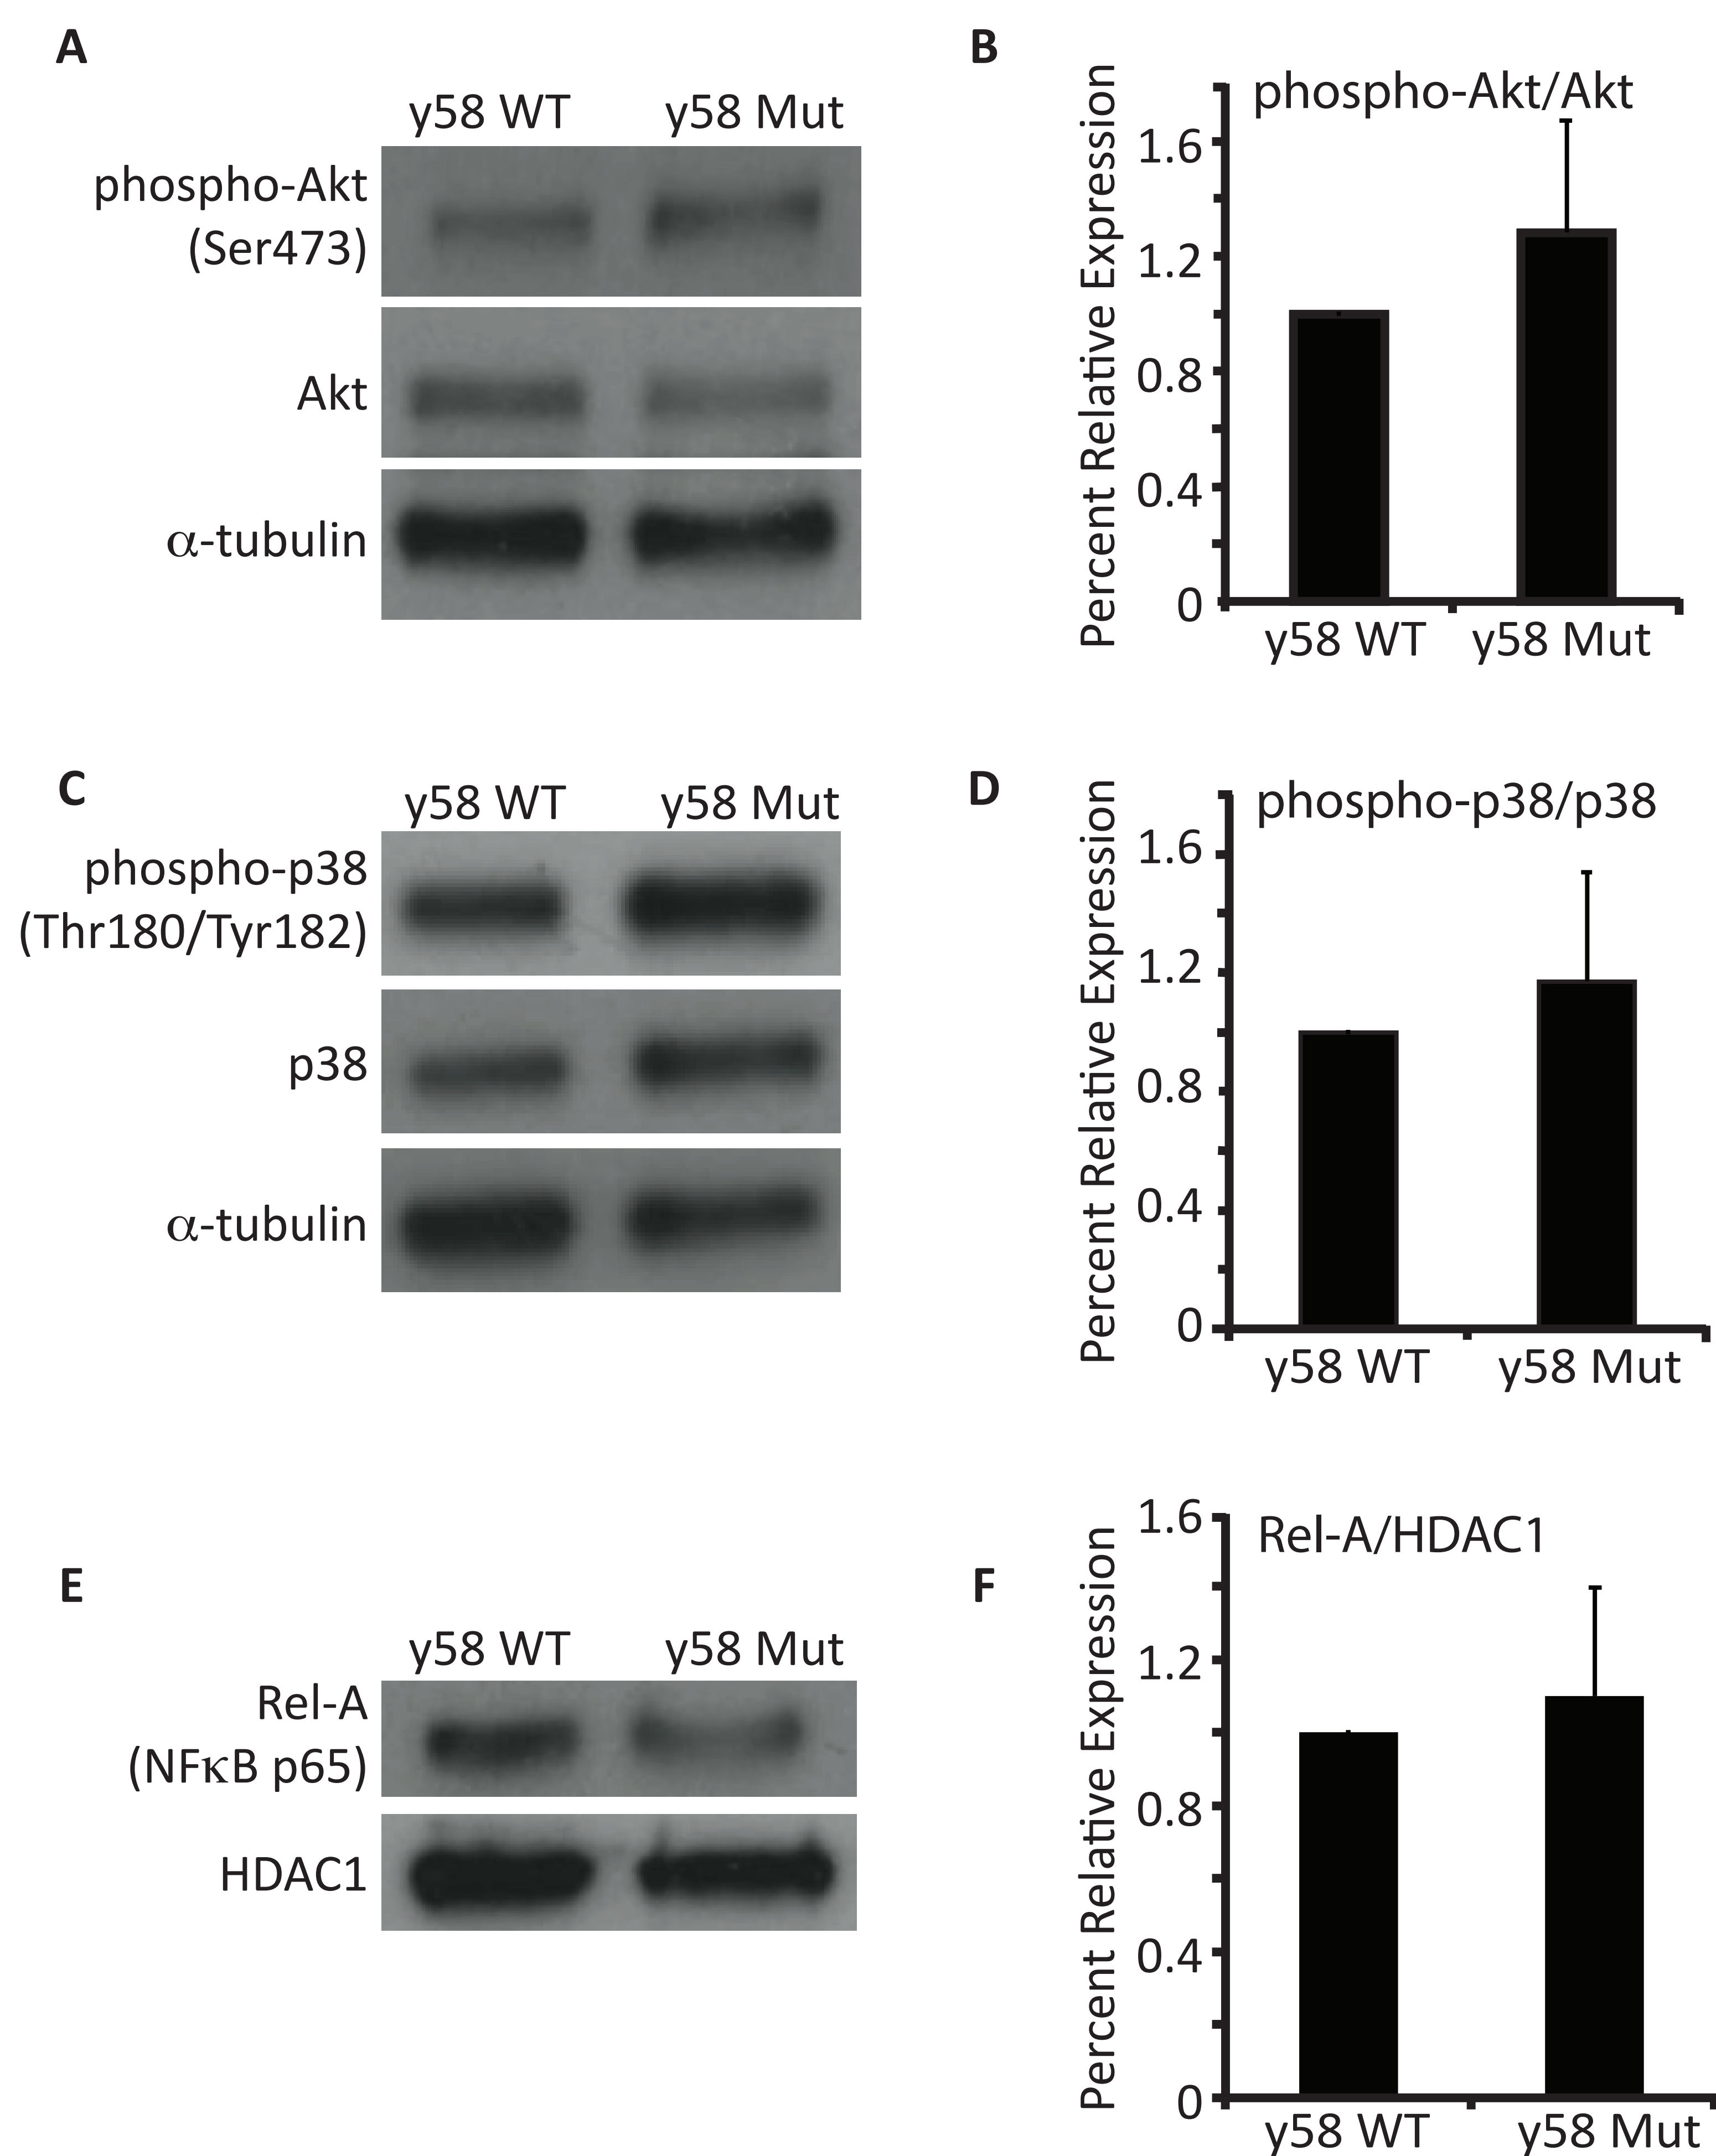 A
y58 WT y58 Mut
phospho-Akt
(Ser473)
Akt
α-tubulin
B
phospho-Akt/Akt
Percent Relative Expression
1.6
1.2
0.8
0.4
0
y58 WT y58 Mut
C
y58 WT y58 Mut
phospho-p38
(Thr180/Tyr182)
p38
α-tubulin
D
phospho-p38/p38
Percent Relative Expression
1.6
1.2
0.8
0.4
0
y58 WT y58 Mut
E
y58 WT y58 Mut
Rel-A
(NFκB p65)
HDAC1
F
Rel-A/HDAC1
Percent Relative Expression
1.6
1.2
0.8
0.4
0
y58 WT y58 Mut